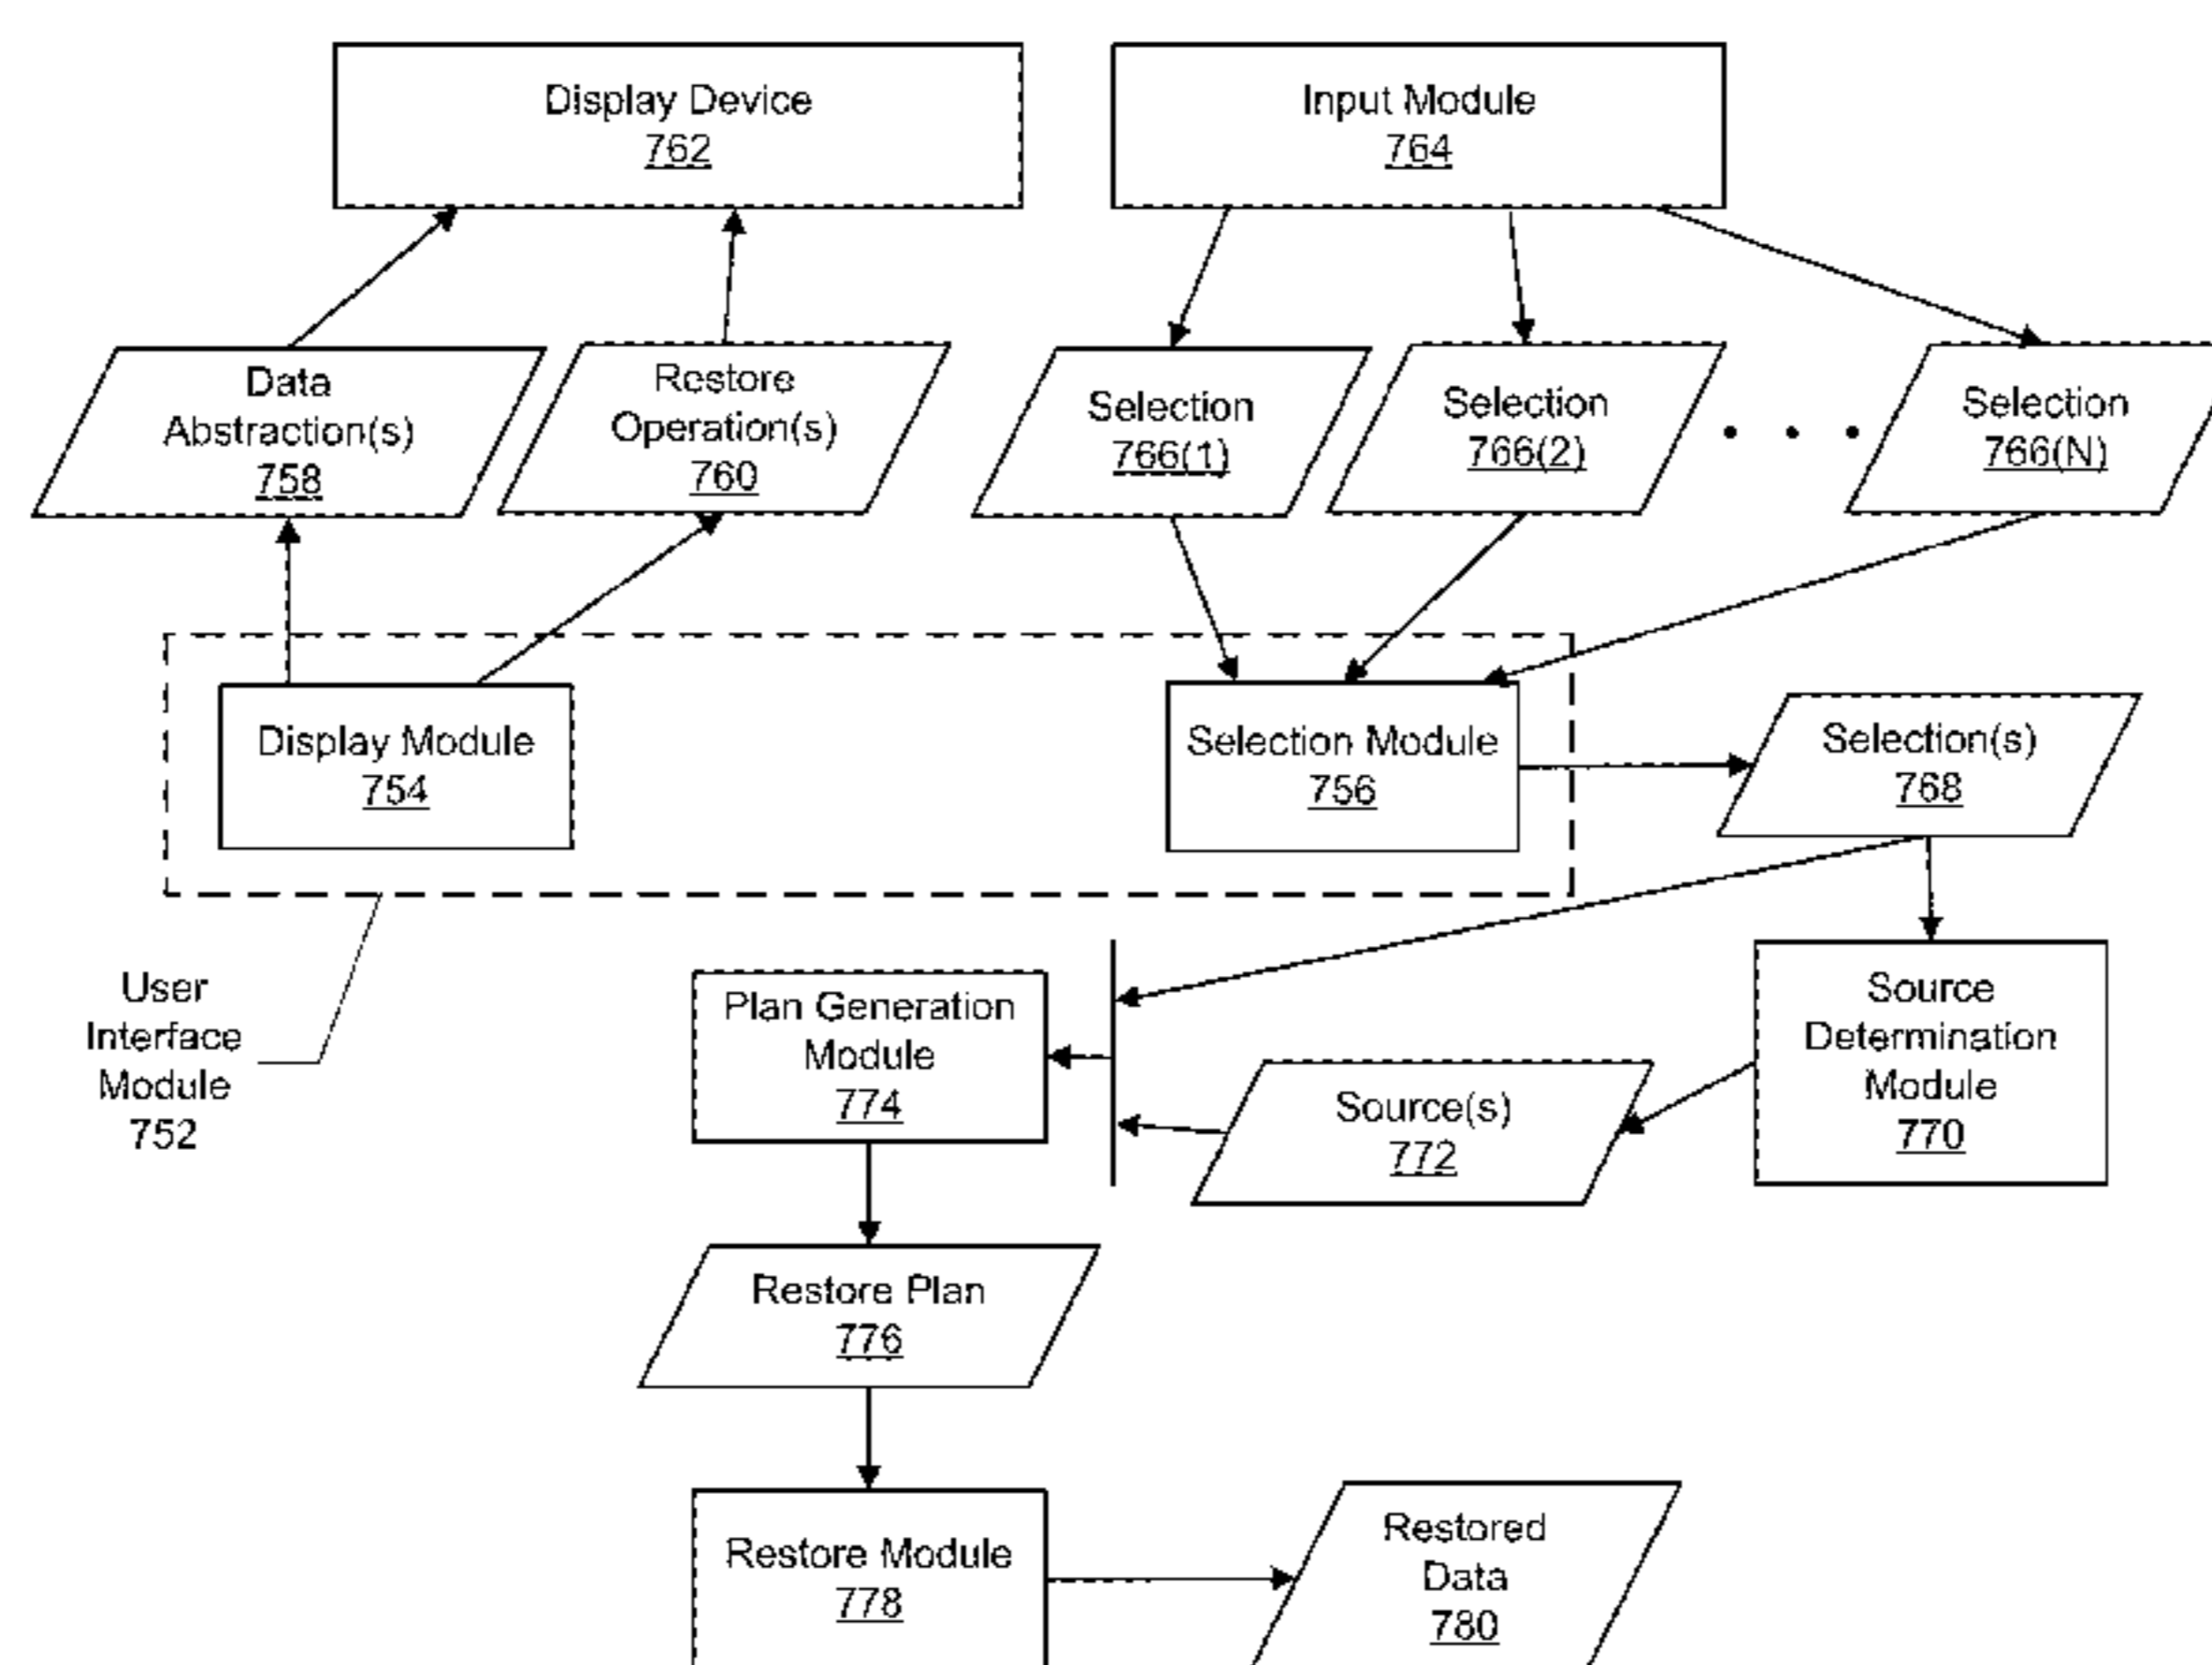 Display Device
762
Input Module
764
Data
Abstraction(s)
758
Restore
Operation(s)
760
Selection
766(1)
Selection
766(2)
• • •
Selection
766(N)
Display Module
754
Selection Module
756
Selection(s)
768
User
Interface
Module
752
Plan Generation
Module
774
Source(s)
772
Source
Determination
Module
770
Restore Plan
776
Restore Module
778
Restored
Data
780